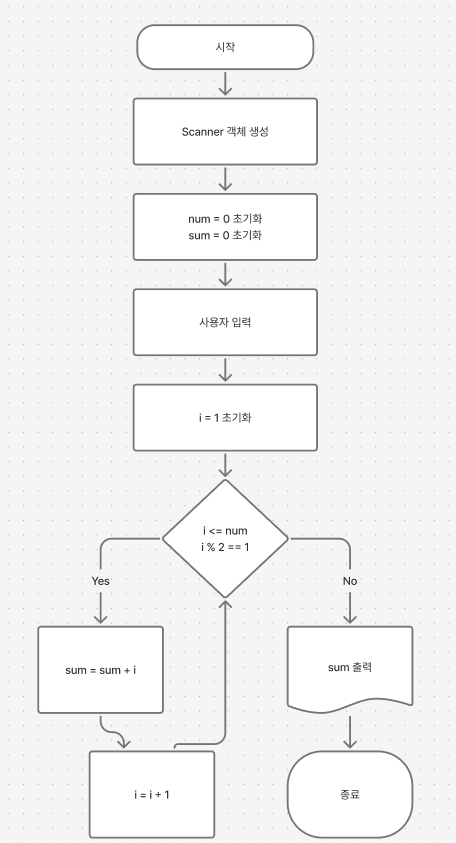 시작
Scanner 객체 생성
num = 0 초기화
sum = 0 초기화
사용자 입력
i = 1 초기화
i <= num
i % 2 == 1
Yes
No
sum = sum + i
sum 출력
i = i + 1
종료